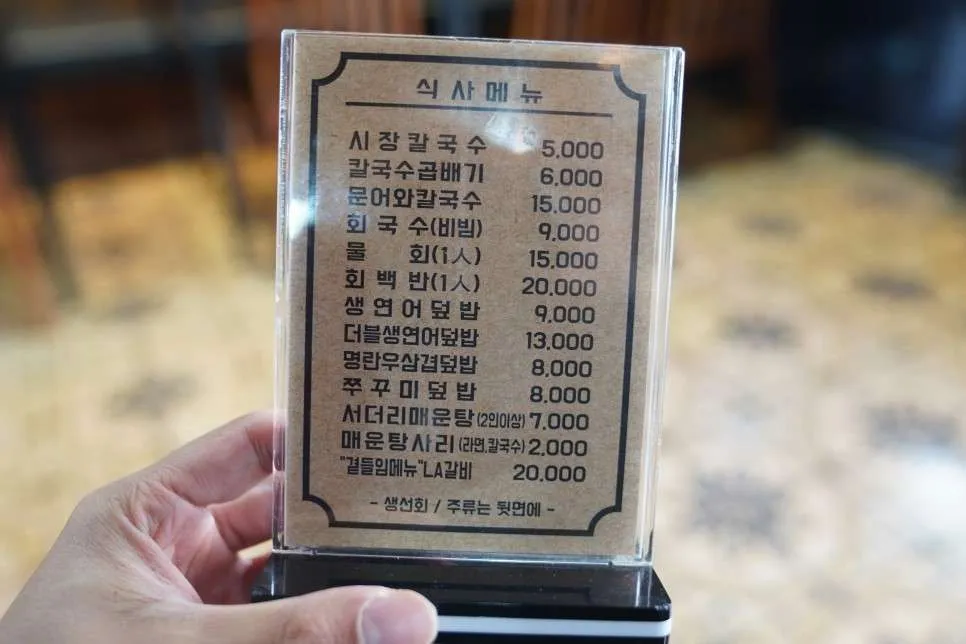 식사메뉴
시장칼국수 5,000
칼국수곱배기 6,000
문어와칼국수 15,000
회국수(비빔) 9,000
물 회(1人) 15,000
회백반(1人) 20,000
생연어덮밥 9,000
더블생연어덮밥 13,000
명란우삼겹덮밥 8,000
쭈꾸미덮밥 8,000
서더리매운탕(2인이상) 7,000
매운탕사리(라면,칼국수) 2,000
"곁들임메뉴"LA갈비 20,000
- 생선회 / 주류는 뒷면에 -